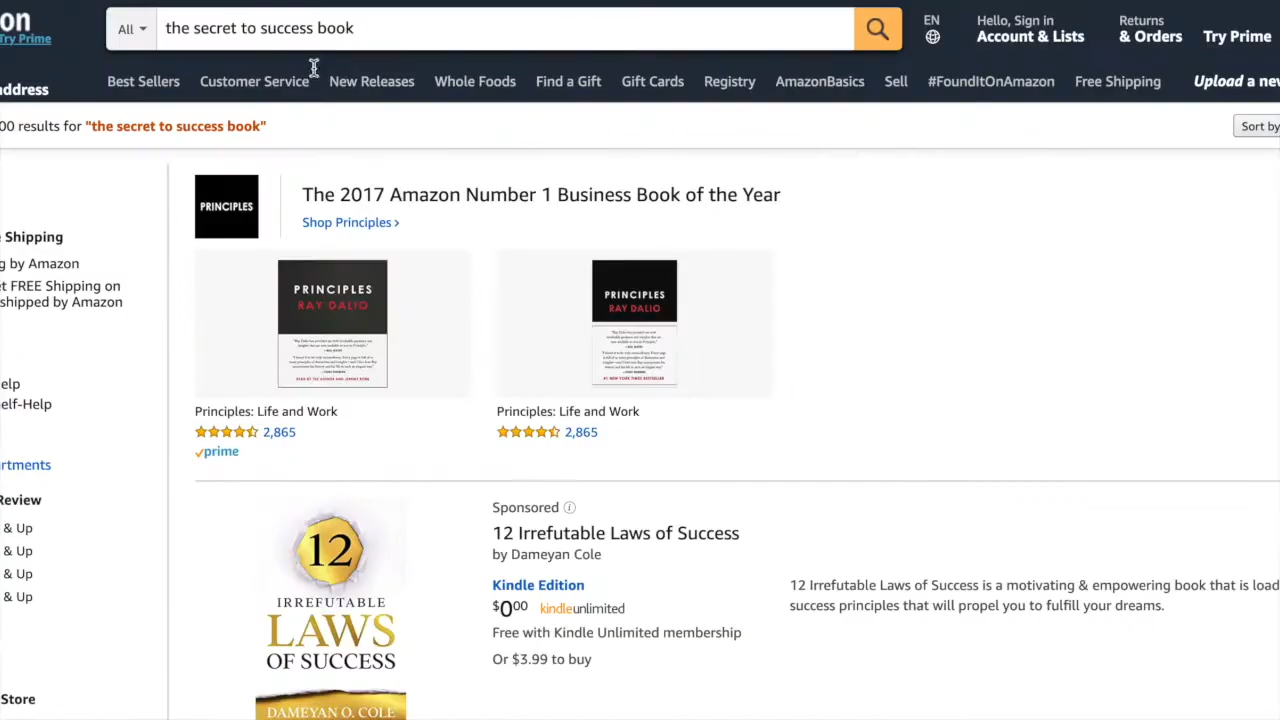 on
Try Prime
All
the secret to success book
EN
Hello, Sign in
Account & Lists
Returns
& Orders
Try Prime
address
Best Sellers
Customer Service
New Releases
Whole Foods
Find a Gift
Gift Cards
Registry
AmazonBasics
Sell
#FoundItOnAmazon
Free Shipping
Upload a new
00 results for "the secret to success book"
Sort by
PRINCIPLES
The 2017 Amazon Number 1 Business Book of the Year
Shop Principles ›
Shipping
g by Amazon
et FREE Shipping on
shipped by Amazon
PRINCIPLES
RAY DALIO
PRINCIPLES
RAY DALIO
#1 NEW YORK TIMES BESTSELLER
elp
elf-Help
Principles: Life and Work
2,865
prime
Principles: Life and Work
2,865
rtments
Review
& Up
& Up
& Up
& Up
Store
12
IRREFUTABLE
LAWS
OF SUCCESS
DAMEYAN O. COLE
Sponsored
12 Irrefutable Laws of Success
by Dameyan Cole
Kindle Edition
$000 kindleunlimited
Free with Kindle Unlimited membership
Or $3.99 to buy
12 Irrefutable Laws of Success is a motivating & empowering book that is load
success principles that will propel you to fulfill your dreams.